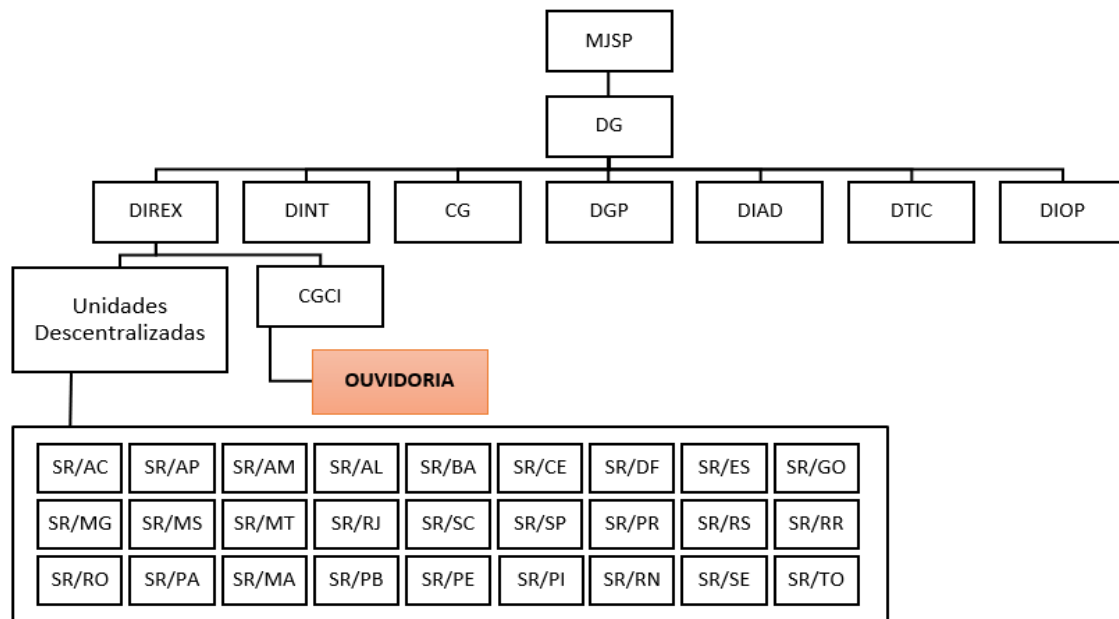 MJSP
DG
DIREX DINT CG DGP DIAD DTIC DIOP
Unidades
Descentralizadas
CGCI
OUVIDORIA
SR/AC SR/AP SR/AM SR/AL SR/BA SR/CE SR/DF SR/ES SR/GO
SR/MG SR/MS SR/MT SR/RJ SR/SC SR/SP SR/PR SR/RS SR/RR
SR/RO SR/PA SR/MA SR/PB SR/PE SR/PI SR/RN SR/SE SR/TO